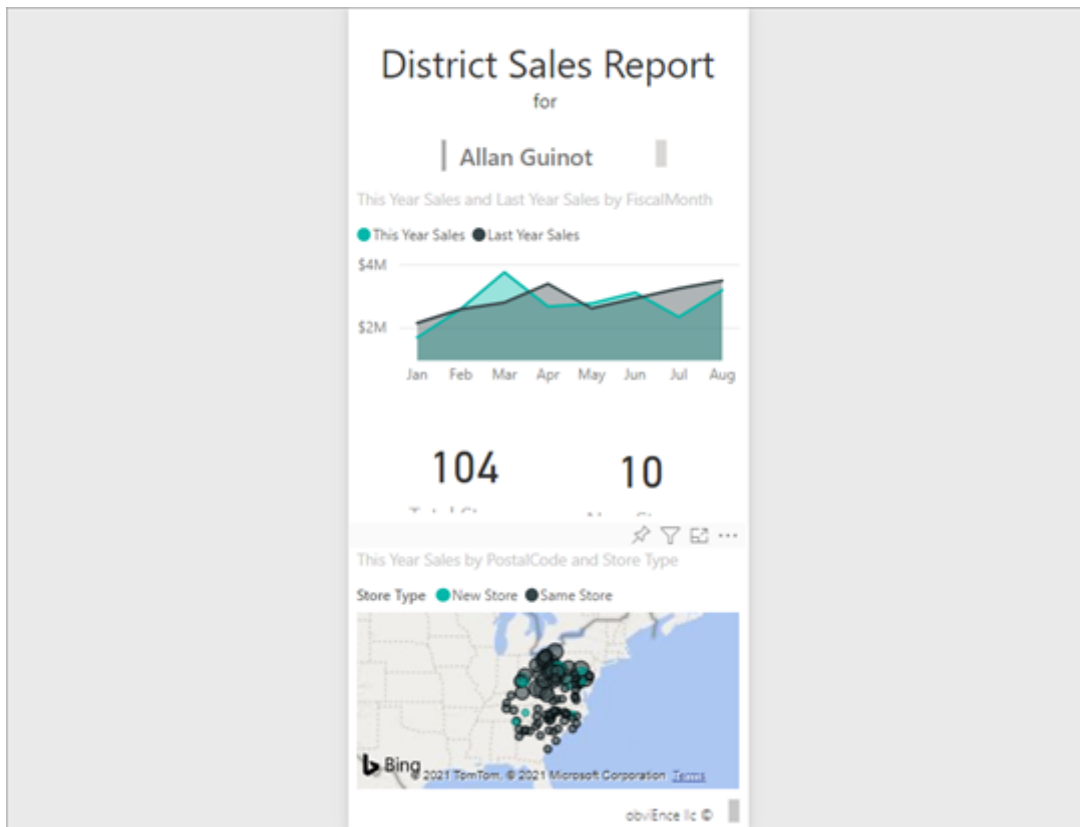 District Sales Report
for
Allan Guinot
This Year Sales and Last Year Sales by FiscalMonth
This Year Sales Last Year Sales
$4M
$2M
Jan Feb Mar Apr May Jun Jul Aug
104 10
This Year Sales by PostalCode and Store Type
Store Type New Store Same Store
Bing
© 2021 TomTom, © 2021 Microsoft Corporation Terms
obviEnce llc ©